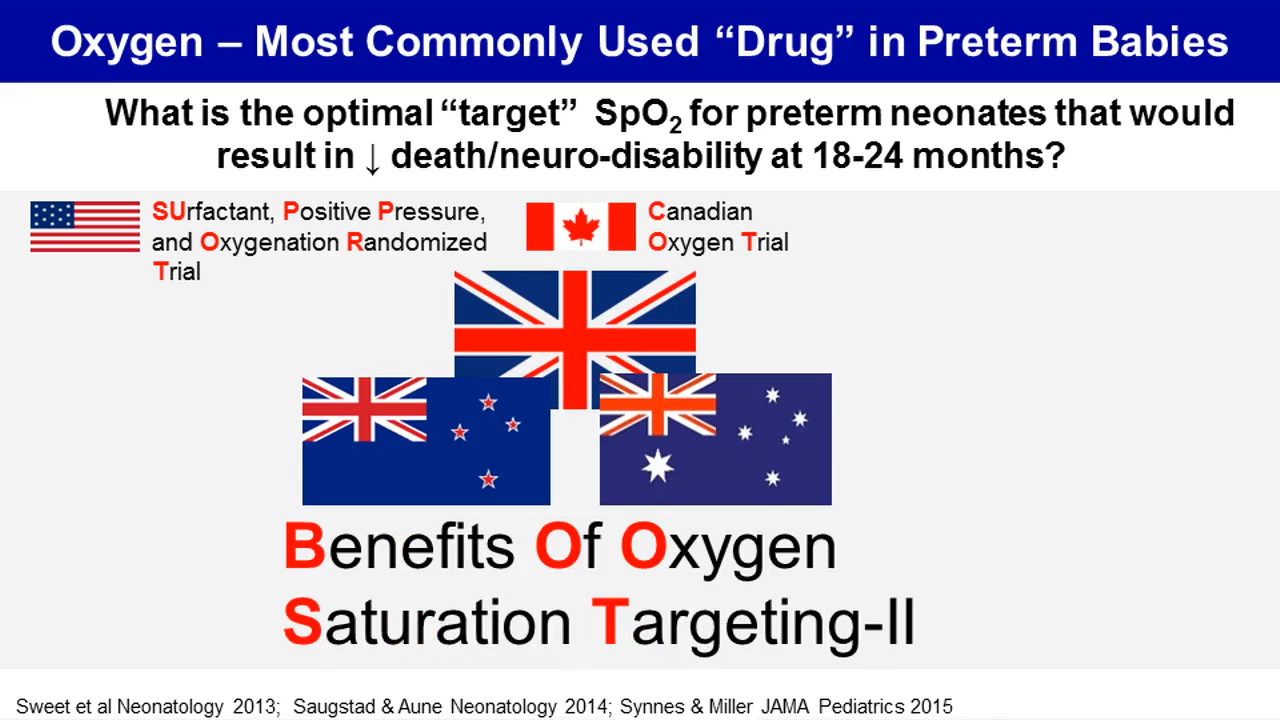 Oxygen – Most Commonly Used “Drug” in Preterm Babies
What is the optimal “target” SpO₂ for preterm neonates that would
result in ↓ death/neuro-disability at 18-24 months?
SUrfactant, Positive Pressure,
and Oxygenation Randomized
Trial
Canadian
Oxygen Trial
Benefits Of Oxygen
Saturation Targeting-II
Sweet et al Neonatology 2013; Saugstad & Aune Neonatology 2014; Synnes & Miller JAMA Pediatrics 2015